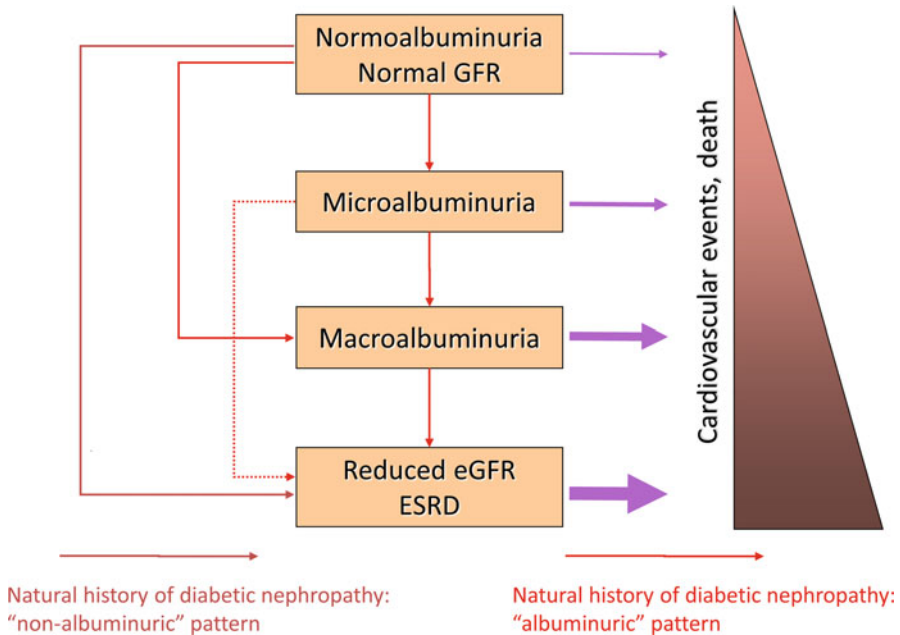 Normoalbuminuria
Normal GFR
Microalbuminuria
Macroalbuminuria
Reduced eGFR
ESRD
Cardiovascular events, death
Natural history of diabetic nephropathy:
“non-albuminuric” pattern
Natural history of diabetic nephropathy:
“albuminuric” pattern